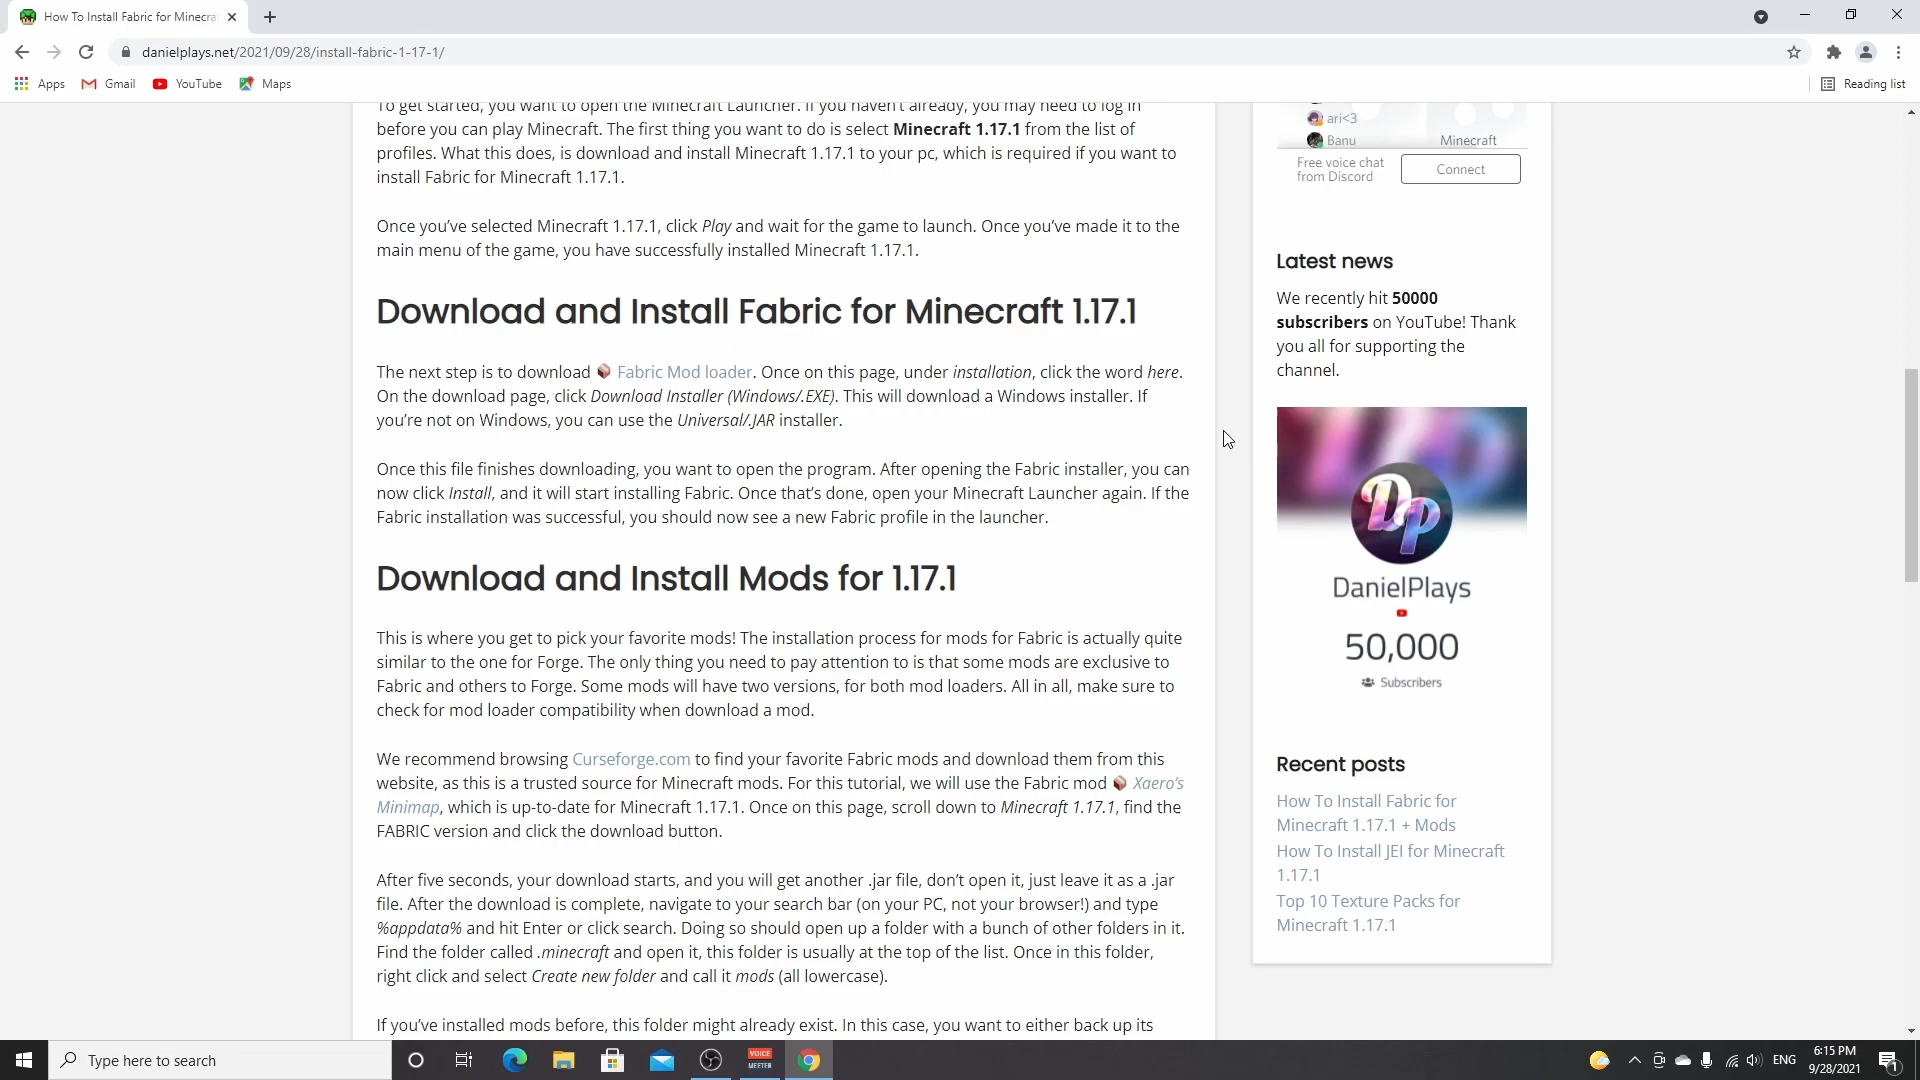 How To Install Fabric for Minecra
danielplays.net/2021/09/28/install-fabric-1-17-1/
Apps
Gmail
YouTube
Maps
Reading list
To get started, you want to open the Minecraft Launcher. If you haven't already, you may need to log in
before you can play Minecraft. The first thing you want to do is select Minecraft 1.17.1 from the list of
profiles. What this does, is download and install Minecraft 1.17.1 to your pc, which is required if you want to
install Fabric for Minecraft 1.17.1.
Once you've selected Minecraft 1.17.1, click Play and wait for the game to launch. Once you've made it to the
main menu of the game, you have successfully installed Minecraft 1.17.1.
Download and Install Fabric for Minecraft 1.17.1
The next step is to download Fabric Mod loader. Once on this page, under installation, click the word here.
On the download page, click Download Installer (Windows/.EXE). This will download a Windows installer. If
you're not on Windows, you can use the Universal/.JAR installer.
Once this file finishes downloading, you want to open the program. After opening the Fabric installer, you can
now click Install, and it will start installing Fabric. Once that's done, open your Minecraft Launcher again. If the
Fabric installation was successful, you should now see a new Fabric profile in the launcher.
Download and Install Mods for 1.17.1
This is where you get to pick your favorite mods! The installation process for mods for Fabric is actually quite
similar to the one for Forge. The only thing you need to pay attention to is that some mods are exclusive to
Fabric and others to Forge. Some mods will have two versions, for both mod loaders. All in all, make sure to
check for mod loader compatibility when download a mod.
We recommend browsing Curseforge.com to find your favorite Fabric mods and download them from this
website, as this is a trusted source for Minecraft mods. For this tutorial, we will use the Fabric mod Xaero's
Minimap, which is up-to-date for Minecraft 1.17.1. Once on this page, scroll down to Minecraft 1.17.1, find the
FABRIC version and click the download button.
After five seconds, your download starts, and you will get another .jar file, don't open it, just leave it as a .jar
file. After the download is complete, navigate to your search bar (on your PC, not your browser!) and type
%appdata% and hit Enter or click search. Doing so should open up a folder with a bunch of other folders in it.
Find the folder called .minecraft and open it, this folder is usually at the top of the list. Once in this folder,
right click and select Create new folder and call it mods (all lowercase).
If you've installed mods before, this folder might already exist. In this case, you want to either back up its
ari<3
Banu
Minecraft
Free voice chat
from Discord
Connect
Latest news
We recently hit 50000
subscribers on YouTube! Thank
you all for supporting the
channel.
Dp
DanielPlays
50,000
Subscribers
Recent posts
How To Install Fabric for
Minecraft 1.17.1 + Mods
How To Install JEI for Minecraft
1.17.1
Top 10 Texture Packs for
Minecraft 1.17.1
Type here to search
VOICE
MEETER
ENG
6:15 PM
9/28/2021
1